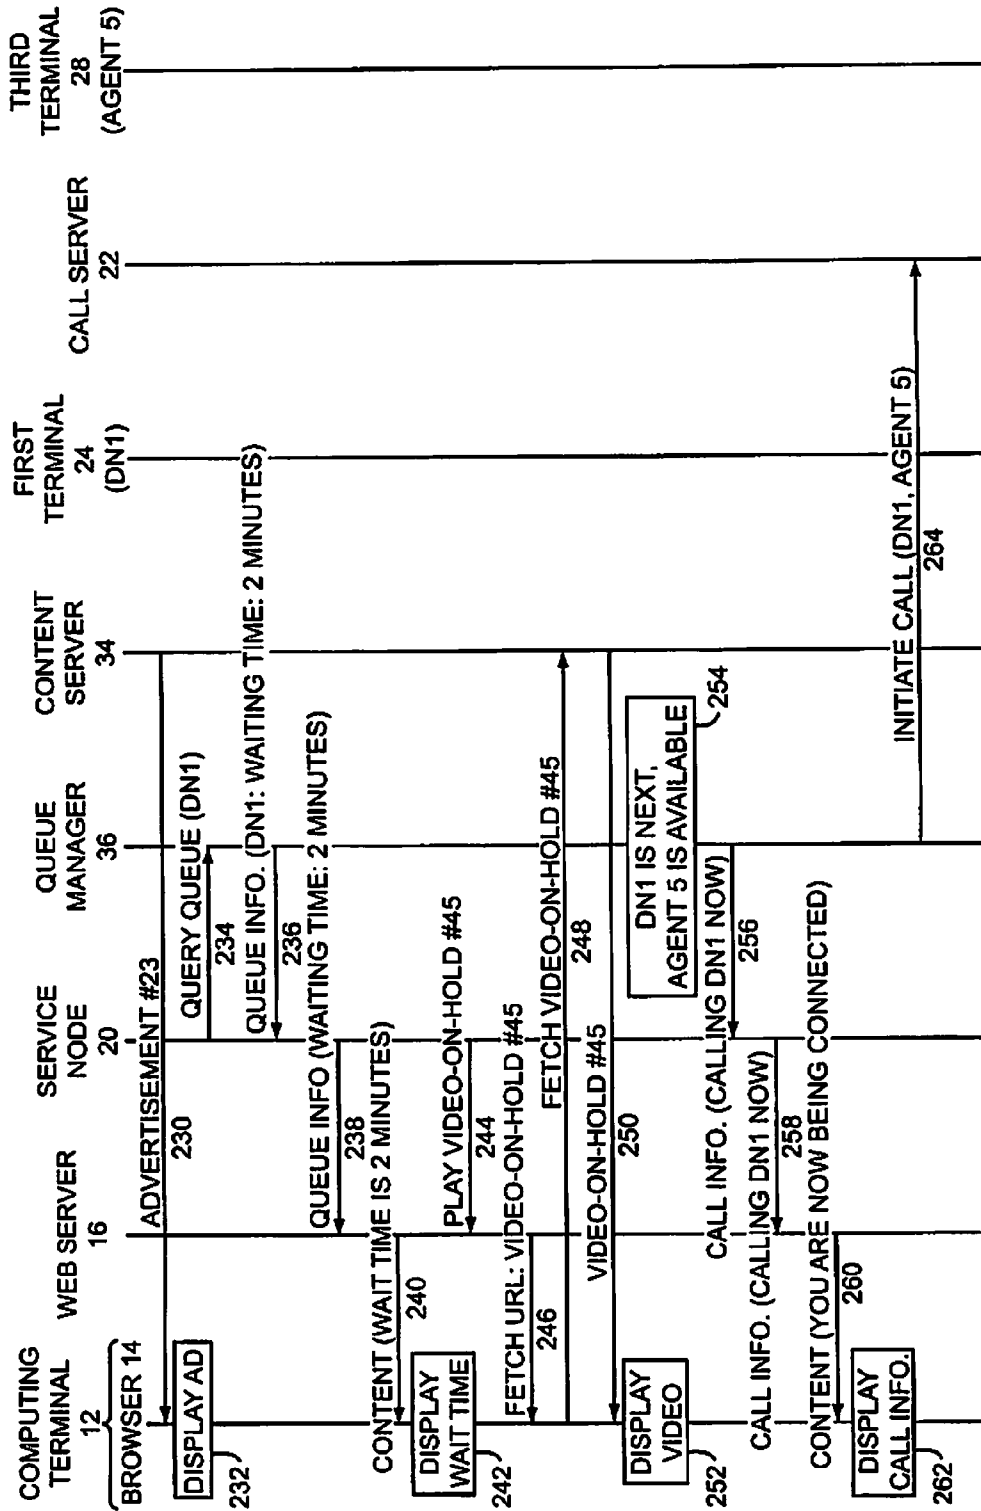 COMPUTING
TERMINAL
12
BROWSER 14
WEB SERVER
16
SERVICE
NODE
20
QUEUE
MANAGER
36
CONTENT
SERVER
34
FIRST
TERMINAL
24
(DN1)
CALL SERVER
22
THIRD
TERMINAL
28
(AGENT 5)
ADVERTISEMENT #23
230
DISPLAY AD
232
QUERY QUEUE (DN1)
234
QUEUE INFO. (DN1: WAITING TIME: 2 MINUTES)
236
QUEUE INFO (WAITING TIME: 2 MINUTES)
238
CONTENT (WAIT TIME IS 2 MINUTES)
240
DISPLAY
WAIT TIME
242
PLAY VIDEO-ON-HOLD #45
244
FETCH URL: VIDEO-ON-HOLD #45
246
FETCH VIDEO-ON-HOLD #45
248
VIDEO-ON-HOLD #45
250
DISPLAY
VIDEO
252
DN1 IS NEXT,
AGENT 5 IS AVAILABLE
254
CALL INFO. (CALLING DN1 NOW)
256
CALL INFO. (CALLING DN1 NOW)
258
CONTENT (YOU ARE NOW BEING CONNECTED)
260
DISPLAY
CALL INFO.
262
INITIATE CALL (DN1, AGENT 5)
264